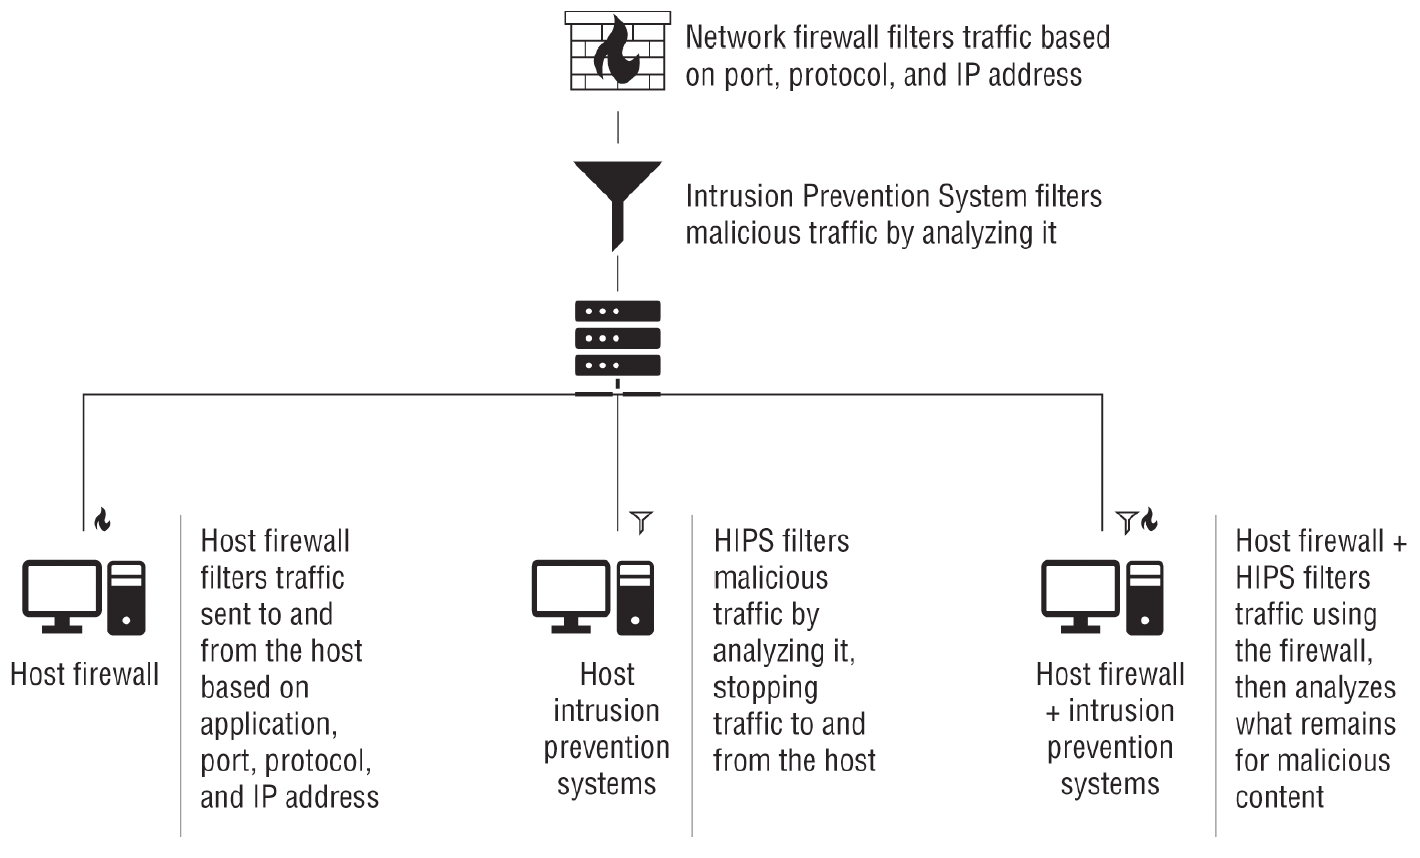 Network firewall filters traffic based
on port, protocol, and IP address
Intrusion Prevention System filters
malicious traffic by analyzing it
Host firewall
Host firewall
filters traffic
sent to and
from the host
based on
application,
port, protocol,
and IP address
Host
intrusion
prevention
systems
HIPS filters
malicious
traffic by
analyzing it,
stopping
traffic to and
from the host
Host firewall
+ intrusion
prevention
systems
Host firewall +
HIPS filters
traffic using
the firewall,
then analyzes
what remains
for malicious
content